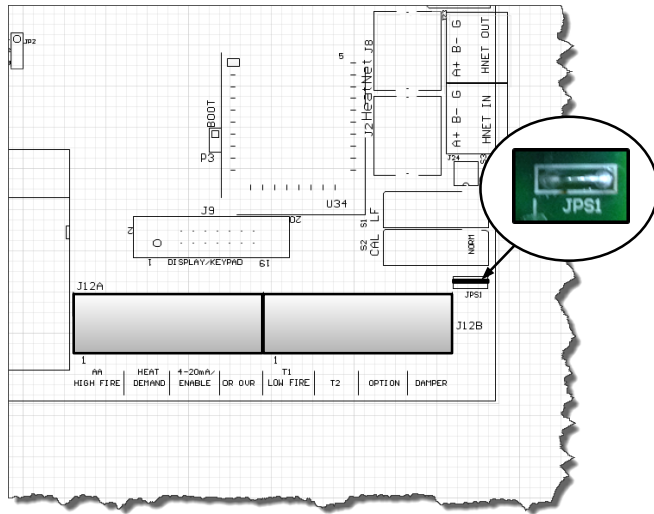 JP2
BOOT
P3
5
U34
20
J9
2
1
19
DISPLAY/KEYPAD
HeatNet
J8
J2
A+ B- G
HNET OUT
A+ B- G
HNET IN
J24
S3
S1
LF
S2
CAL
NORM
JPS1
JPS1
J12A
J12B
1
1
AA
HIGH FIRE
HEAT
DEMAND
4-20mA/
ENABLE
OR OVR
T1
LOW FIRE
T2
OPTION
DAMPER